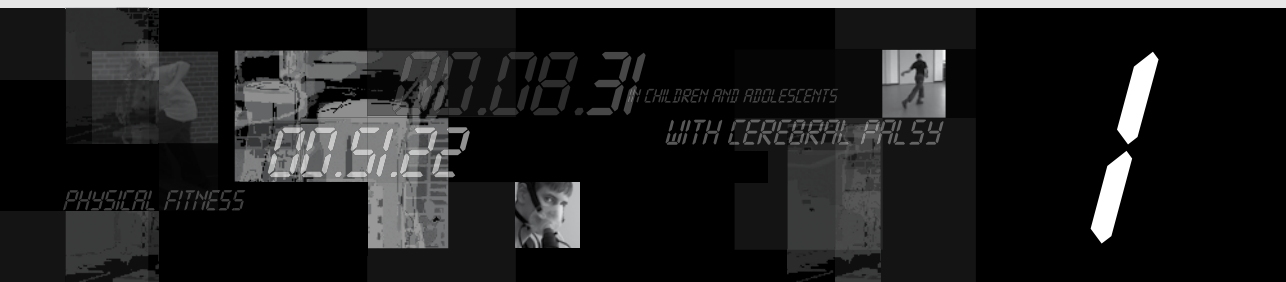 00.08.31
IN CHILDREN AND ADOLESCENTS
00.51.22
WITH CEREBRAL PALSY
PHYSICAL FITNESS
1